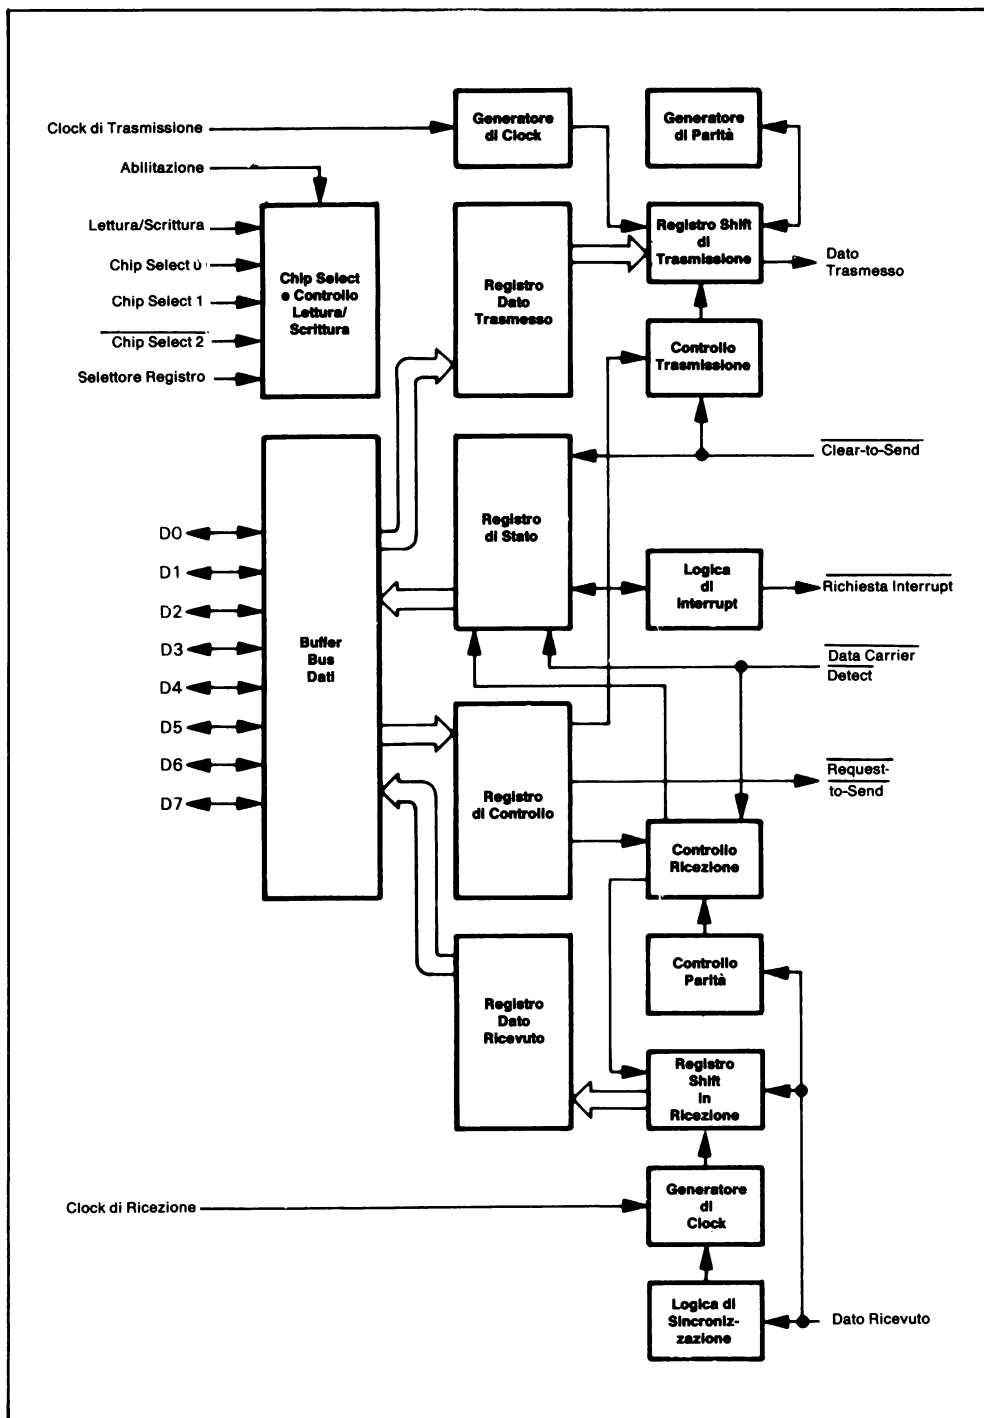 Clock di Trasmissione
Generatore
di Clock
Generatore
di Parità
Abilitazione
Lettura/Scrittura
Chip Select 0
Chip Select 1
Chip Select 2
Selettore Registro
Chip Select
e Controllo
Lettura/
Scrittura
Registro
Dato
Trasmesso
Registro Shift
di
Trasmissione
Dato
Trasmesso
Controllo
Trasmissione
Clear-to-Send
D0
D1
D2
D3
D4
D5
D6
D7
Buffer
Bus
Dati
Registro
di Stato
Logica
di
Interrupt
Richiesta Interrupt
Data Carrier
Detect
Registro
di Controllo
Request-
to-Send
Controllo
Ricezione
Controllo
Parità
Registro
Dato
Ricevuto
Registro
Shift
in
Ricezione
Clock di Ricezione
Generatore
di
Clock
Logica di
Sincroniz-
zazione
Dato Ricevuto